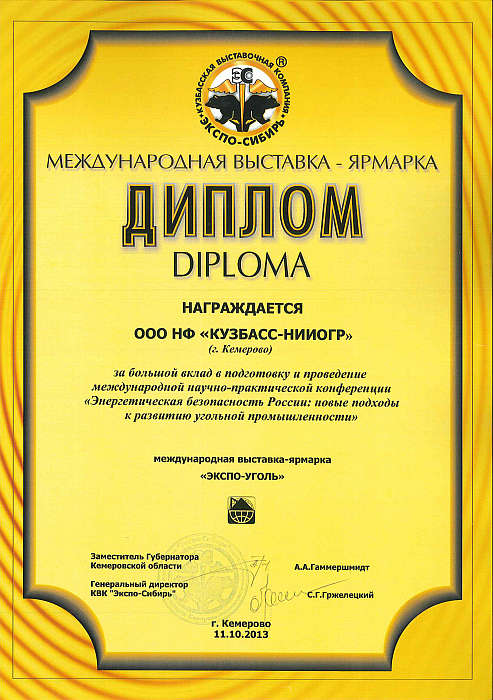 КУЗБАССКАЯ ВЫСТАВОЧНАЯ КОМПАНИЯ
®
ЭС
ЭКСПО-СИБИРЬ
МЕЖДУНАРОДНАЯ ВЫСТАВКА - ЯРМАРКА
ДИПЛОМ
DIPLOMA
НАГРАЖДАЕТСЯ
ООО НФ «КУЗБАСС-НИИОГР»
(г. Кемерово)
за большой вклад в подготовку и проведение
международной научно-практической конференции
«Энергетическая безопасность России: новые подходы
к развитию угольной промышленности»
международная выставка-ярмарка
«ЭКСПО-УГОЛЬ»
Заместитель Губернатора
Кемеровской области
А.А.Гаммершмидт
Генеральный директор
КВК "Экспо-Сибирь"
С.Г.Гржелецкий
г. Кемерово
11.10.2013